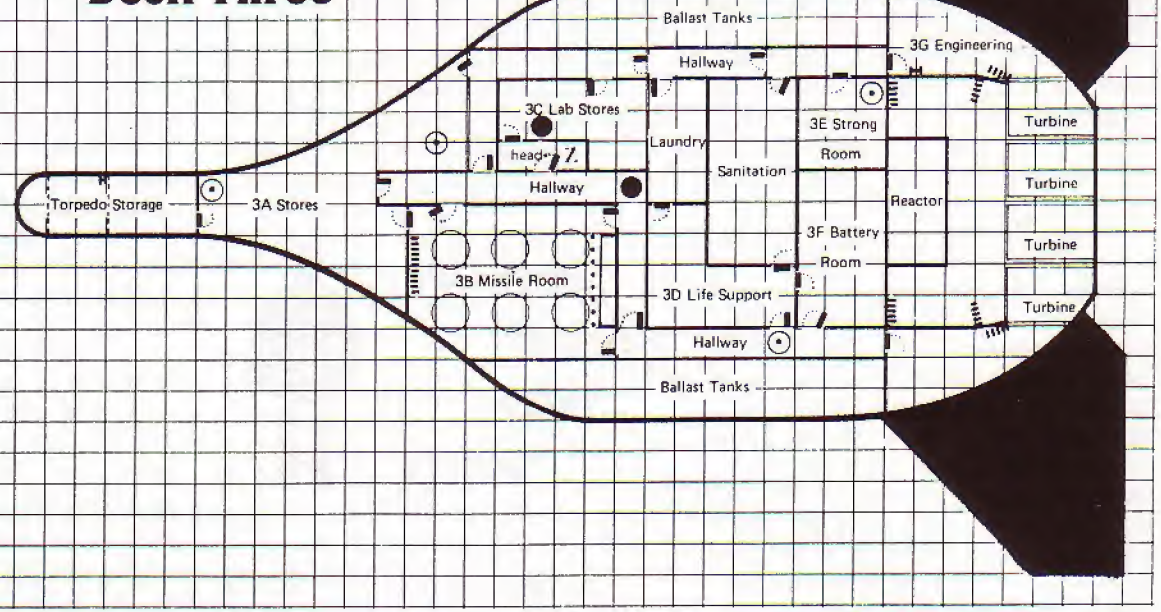 Ballast Tanks
3G Engineering
Hallway
3C Lab Stores
Turbine
3E Strong
Room
Laundry
head
Sanitation
Turbine
Hallway
Torpedo Storage
3A Stores
Reactor
3F Battery
Room
Turbine
3B Missile Room
3D Life Support
Turbine
Hallway
Ballast Tanks